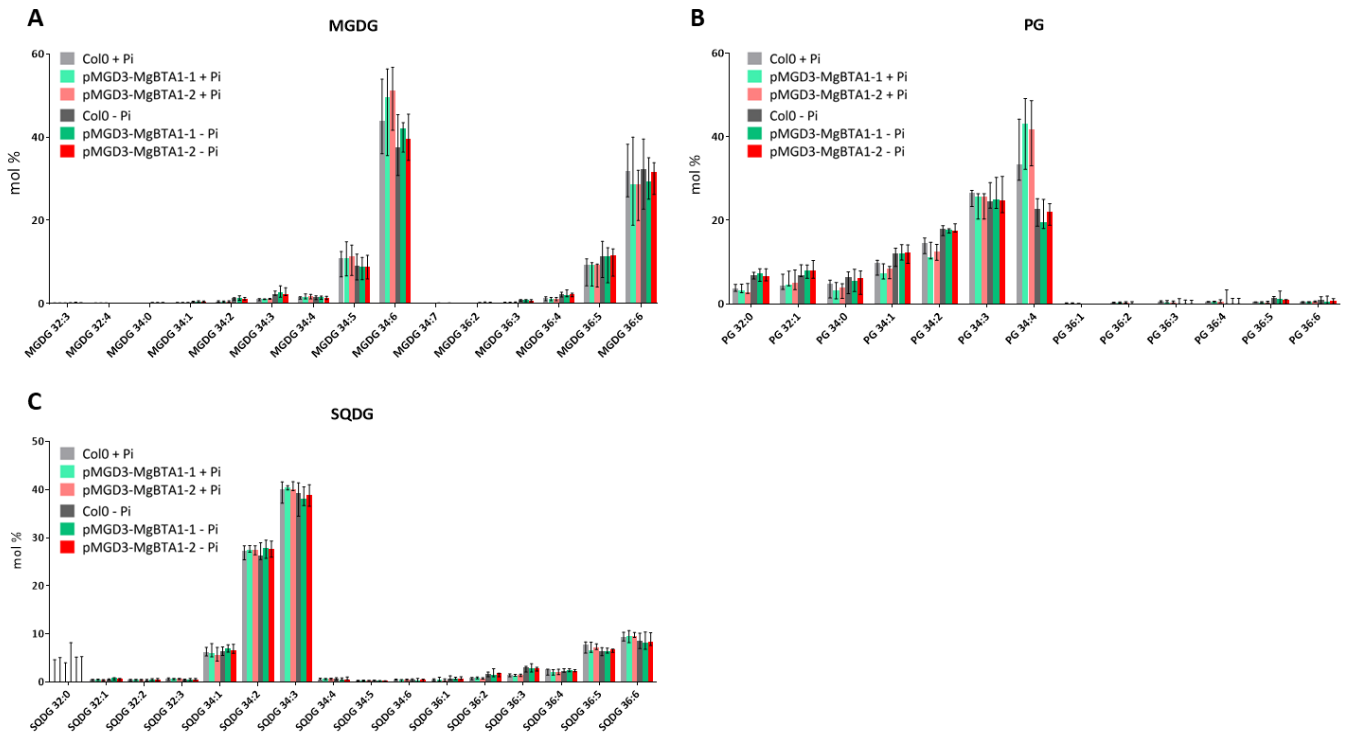 A
MGDG
60
40
20
0
mol %
Col0 + Pi
pMGD3-MgBTA1-1 + Pi
pMGD3-MgBTA1-2 + Pi
Col0 - Pi
pMGD3-MgBTA1-1 - Pi
pMGD3-MgBTA1-2 - Pi
MGDG 32:3
MGDG 32:4
MGDG 34:0
MGDG 34:1
MGDG 34:2
MGDG 34:3
MGDG 34:4
MGDG 34:5
MGDG 34:6
MGDG 34:7
MGDG 36:2
MGDG 36:3
MGDG 36:4
MGDG 36:5
MGDG 36:6
B
PG
60
40
20
0
mol %
Col0 + Pi
pMGD3-MgBTA1-1 + Pi
pMGD3-MgBTA1-2 + Pi
Col0 - Pi
pMGD3-MgBTA1-1 - Pi
pMGD3-MgBTA1-2 - Pi
PG 32:0
PG 32:1
PG 34:0
PG 34:1
PG 34:2
PG 34:3
PG 34:4
PG 36:1
PG 36:2
PG 36:3
PG 36:4
PG 36:5
PG 36:6
C
SQDG
50
40
30
20
10
0
mol %
Col0 + Pi
pMGD3-MgBTA1-1 + Pi
pMGD3-MgBTA1-2 + Pi
Col0 - Pi
pMGD3-MgBTA1-1 - Pi
pMGD3-MgBTA1-2 - Pi
SQDG 32:0
SQDG 32:1
SQDG 32:2
SQDG 32:3
SQDG 34:1
SQDG 34:2
SQDG 34:3
SQDG 34:4
SQDG 34:5
SQDG 34:6
SQDG 36:1
SQDG 36:2
SQDG 36:3
SQDG 36:4
SQDG 36:5
SQDG 36:6